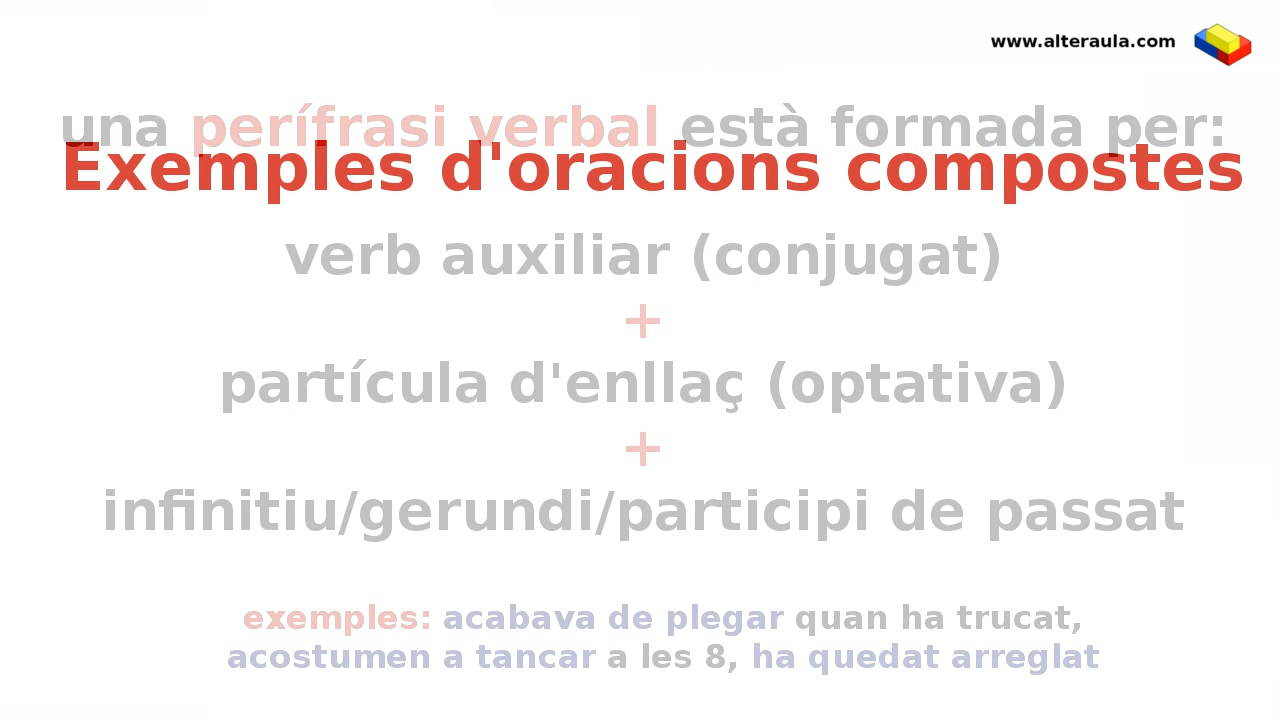 www.alteraula.com
una perífrasi verbal està formada per:
Exemples d'oracions compostes
verb auxiliar (conjugat)
+
partícula d'enllaç (optativa)
+
infinitiu/gerundi/participi de passat
exemples: acabava de plegar quan ha trucat,
acostumen a tancar a les 8, ha quedat arreglat